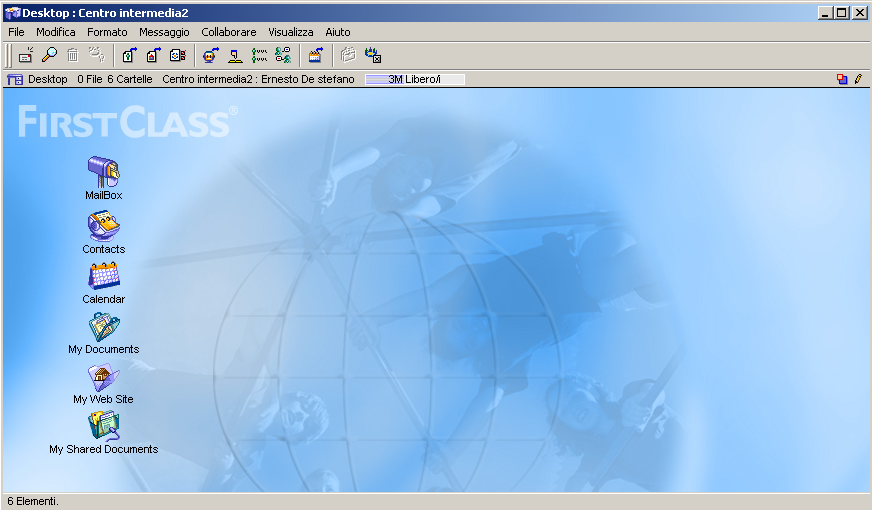 Desktop : Centro intermedia2
File Modifica Formato Messaggio Collaborare Visualizza Aiuto
Desktop 0 File 6 Cartelle Centro intermedia2 : Ernesto De stefano 3M Libero/i
FIRSTCLASS®
MailBox
Contacts
Calendar
My Documents
My Web Site
My Shared Documents
6 Elementi.